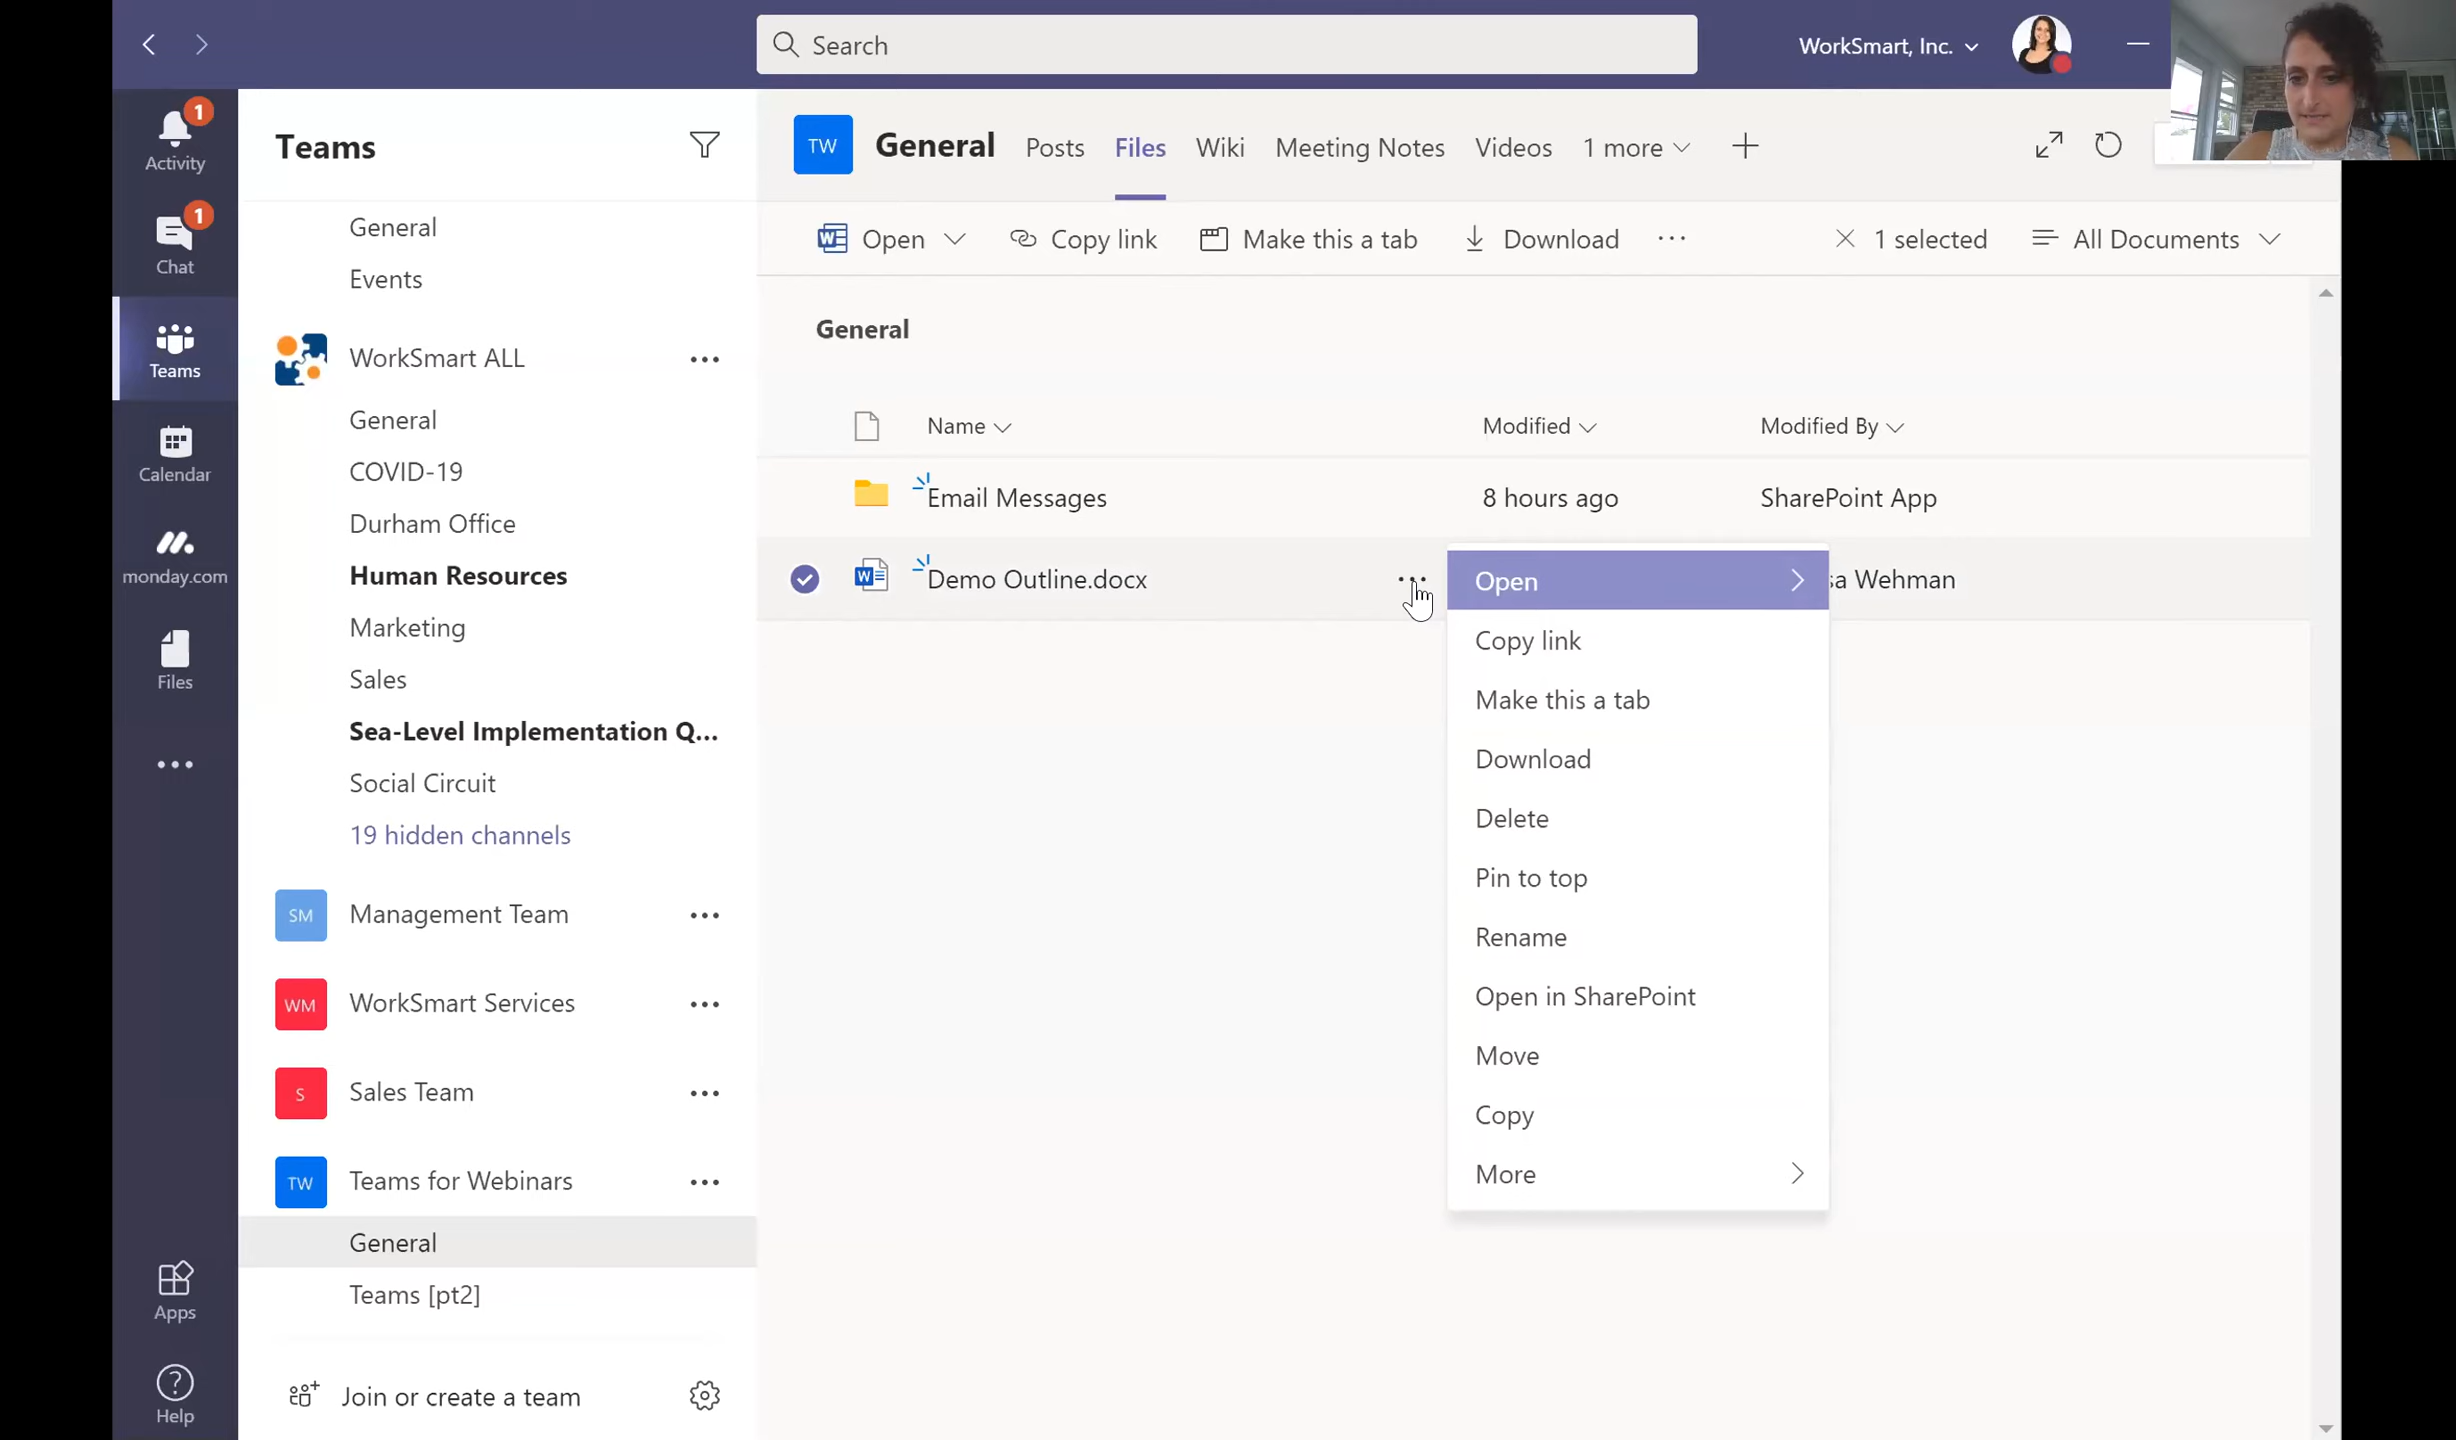 Search
WorkSmart, Inc.
1
Activity
1
Chat
Teams
Calendar
monday.com
Files
Apps
Help
Teams
General
Events
WorkSmart ALL
General
COVID-19
Durham Office
Human Resources
Marketing
Sales
Sea-Level Implementation Q...
Social Circuit
19 hidden channels
SM Management Team
WM WorkSmart Services
S Sales Team
TW Teams for Webinars
General
Teams [pt2]
Join or create a team
TW General Posts Files Wiki Meeting Notes Videos 1 more
Open Copy link Make this a tab Download 1 selected All Documents
General
Name Modified Modified By
Email Messages 8 hours ago SharePoint App
Demo Outline.docx sa Wehman
Open
Copy link
Make this a tab
Download
Delete
Pin to top
Rename
Open in SharePoint
Move
Copy
More